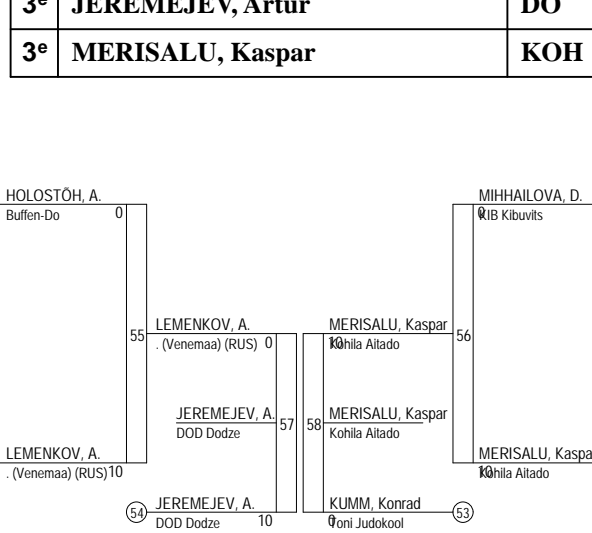 3e JEREMEJEV, Artur DO
3e MERISALU, Kaspar KOH
HOLOSTÕH, A. MIHHAILOVA, D.
Buffen-Do 0 0 KIB Kibuvits
LEMENKOV, A. MERISALU, Kaspar
55 56
. (Venemaa) (RUS) 0 10 Kohila Aitado
JEREMEJEV, A. MERISALU, Kaspar
57 58
DOD Dodze Kohila Aitado
LEMENKOV, A. MERISALU, Kaspa
. (Venemaa) (RUS) 10 10 Kohila Aitado
JEREMEJEV, A. KUMM, Konrad
54 53
DOD Dodze 10 0 Toni Judokool